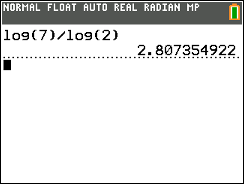 NORMAL FLOAT AUTO REAL RADIAN MP
log(7)/log(2)
2.807354922